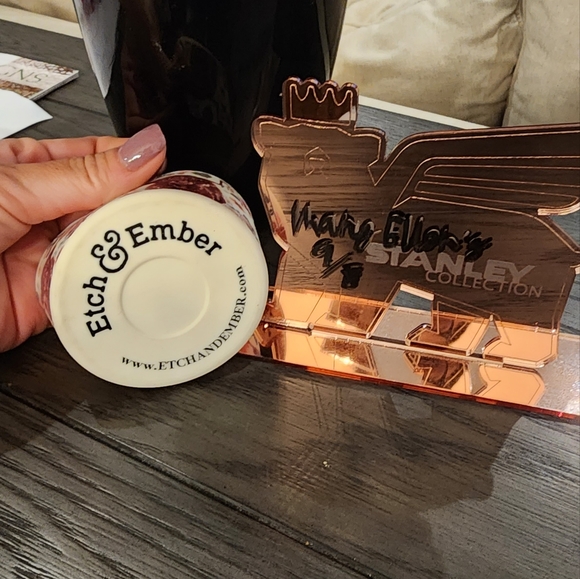 Etch & Ember
www.ETCHANDEMBER.com
Mary Ellen's
9/8
STANLEY
COLLECTION